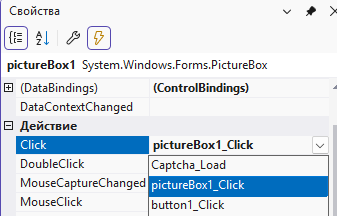 Свойства
pictureBox1 System.Windows.Forms.PictureBox
(DataBindings) (ControlBindings)
DataContextChanged
Действие
Click pictureBox1_Click
DoubleClick Captcha_Load
MouseCaptureChanged pictureBox1_Click
MouseClick button1_Click